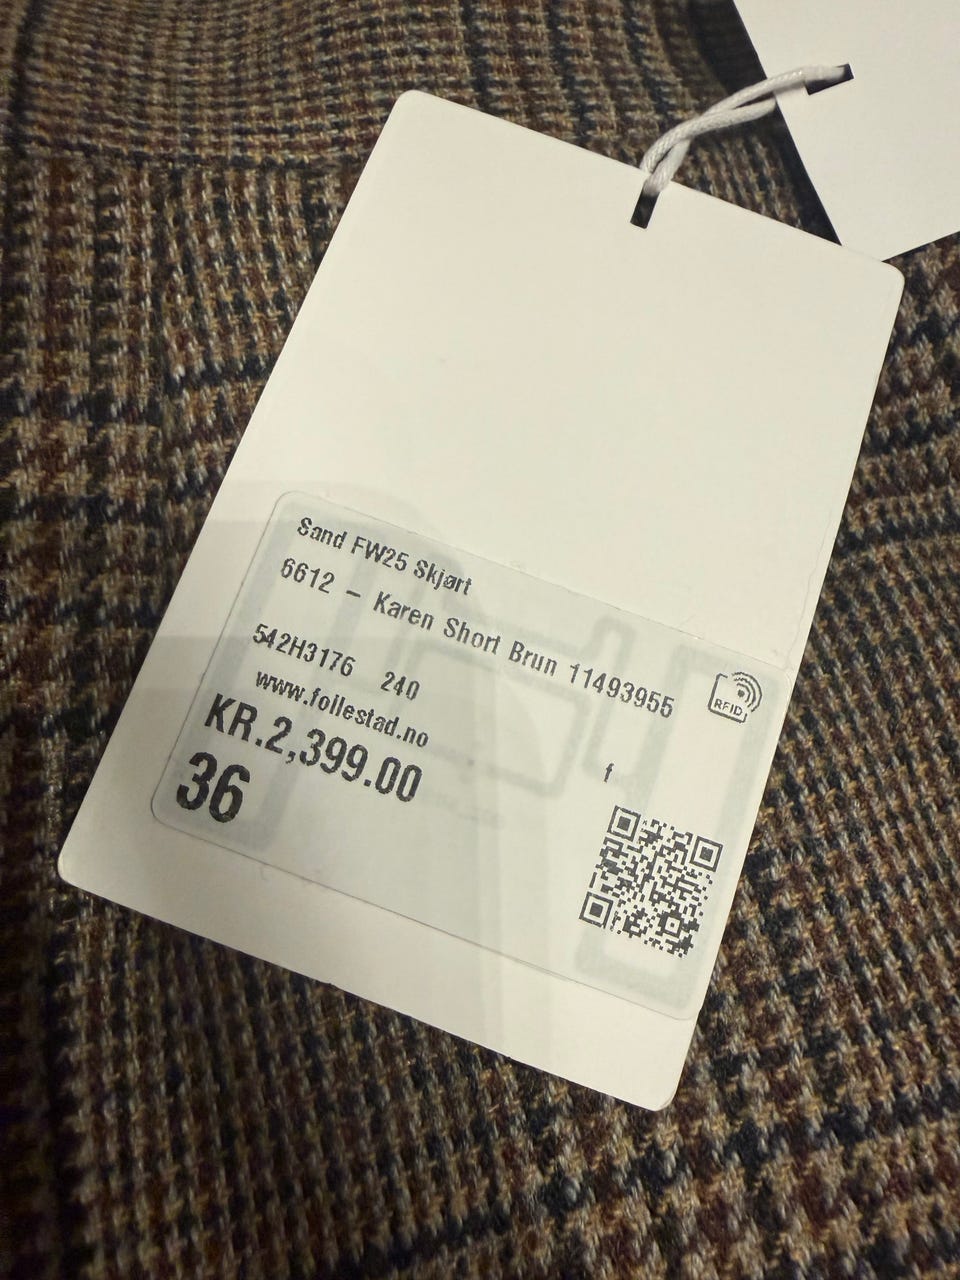 Sand FW25 Skjørt
6612 - Karen Short Brun 11493955
542H3176 240
www.follestad.no
KR.2,399.00
36
f
RFID